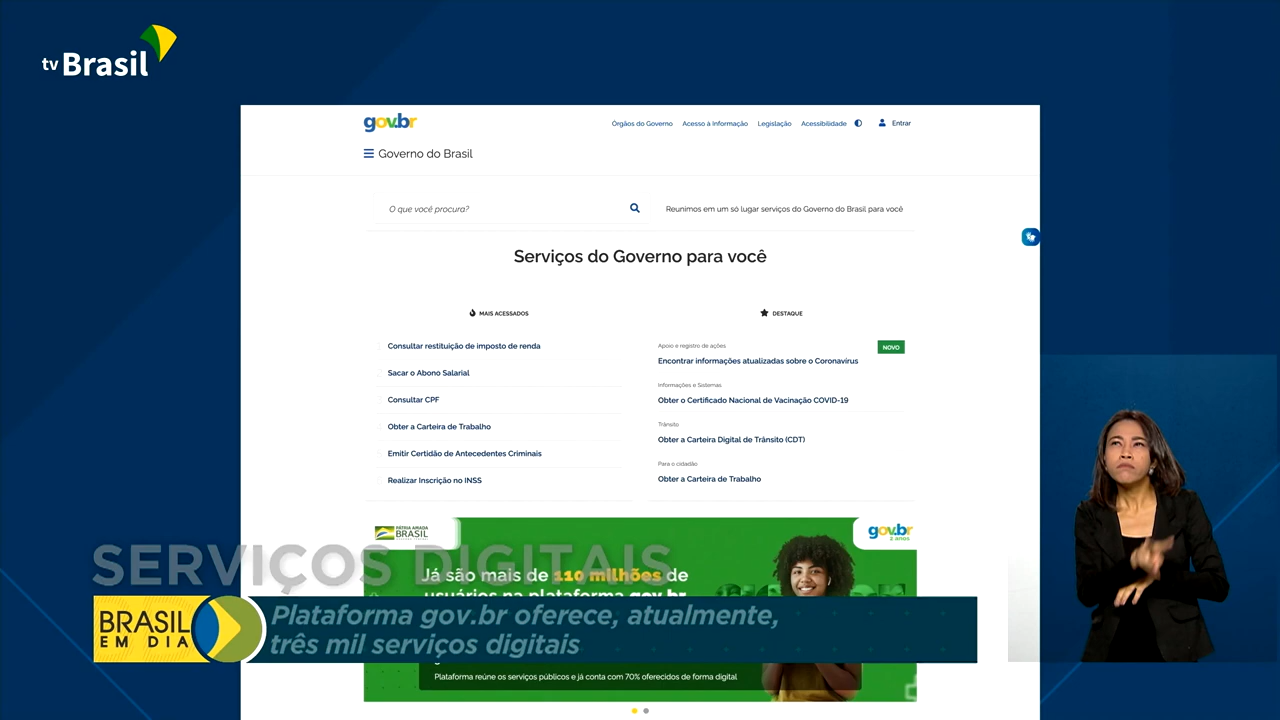 tv Brasil
gov.br
Órgãos do Governo Acesso à Informação Legislação Acessibilidade Entrar
Governo do Brasil
O que você procura?
Reunimos em um só lugar serviços do Governo do Brasil para você
Serviços do Governo para você
MAIS ACESSADOS
Consultar restituição de imposto de renda
Sacar o Abono Salarial
Consultar CPF
Obter a Carteira de Trabalho
Emitir Certidão de Antecedentes Criminais
Realizar Inscrição no INSS
DESTAQUE
Apoio e registro de ações
NOVO
Encontrar informações atualizadas sobre o Coronavírus
Informações e Sistemas
Obter o Certificado Nacional de Vacinação COVID-19
Trânsito
Obter a Carteira Digital de Trânsito (CDT)
Para o cidadão
Obter a Carteira de Trabalho
PÁTRIA AMADA
BRASIL
gov.br
2 anos
Já são mais de 110 milhões de
usuários na plataforma gov.br
SERVIÇOS DIGITAIS
BRASIL
EM DIA
Plataforma gov.br oferece, atualmente,
três mil serviços digitais
Plataforma reúne os serviços públicos e já conta com 70% oferecidos de forma digital